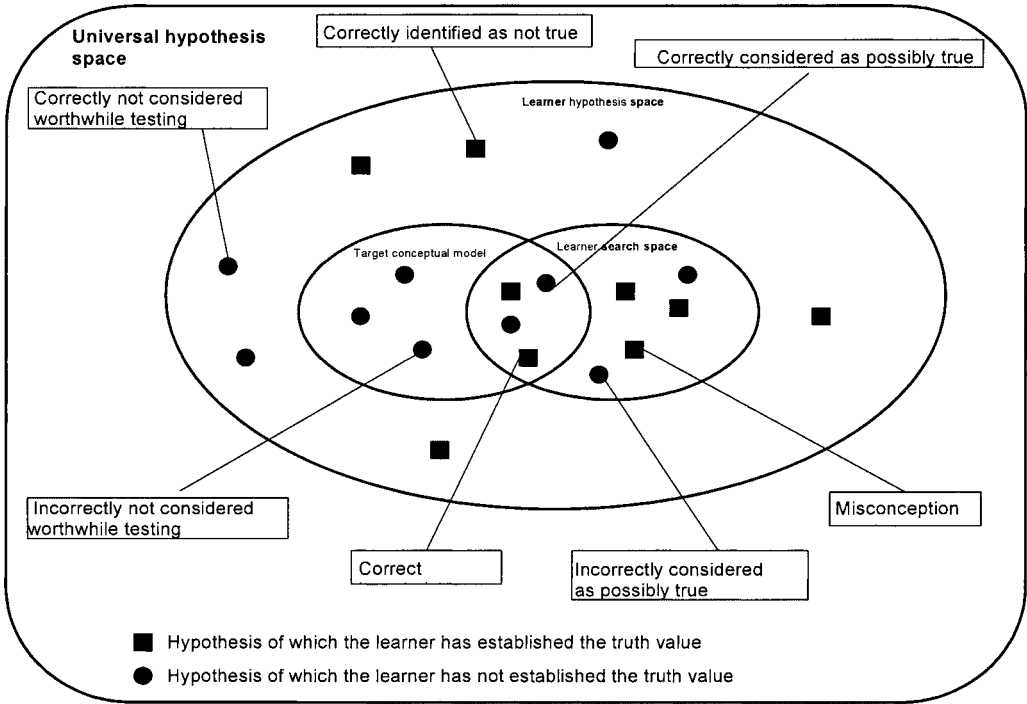 Universal hypothesis
space
Correctly identified as not true
Correctly considered as possibly true
Correctly not considered
worthwhile testing
Learner hypothesis space
Target conceptual model
Learner search space
Incorrectly not considered
worthwhile testing
Correct
Incorrectly considered
as possibly true
Misconception
Hypothesis of which the learner has established the truth value
Hypothesis of which the learner has not established the truth value